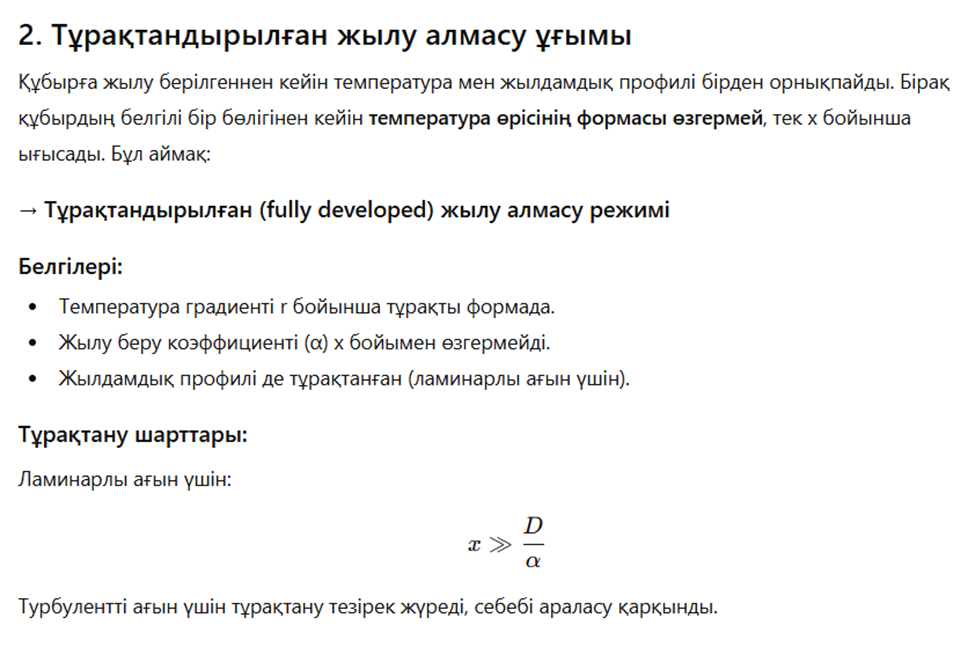 2. Тұрақтандырылған жылу алмасу ұғымы
Құбырға жылу берілгеннен кейін температура мен жылдамдық профилі бірден орнықпайды. Бірақ
құбырдың белгілі бір бөлігінен кейін температура өрісінің формасы өзгермей, тек x бойынша
ығысады. Бұл аймақ:
→ Тұрақтандырылған (fully developed) жылу алмасу режимі
Белгілері:
• Температура градиенті r бойынша тұрақты формада.
• Жылу беру коэффициенті (α) x бойымен өзгермейді.
• Жылдамдық профилі де тұрақтанған (ламинарлы ағын үшін).
Тұрақтану шарттары:
Ламинарлы ағын үшін:
x ≫ D/α
Турбулентті ағын үшін тұрақтану тезірек жүреді, себебі араласу қарқынды.